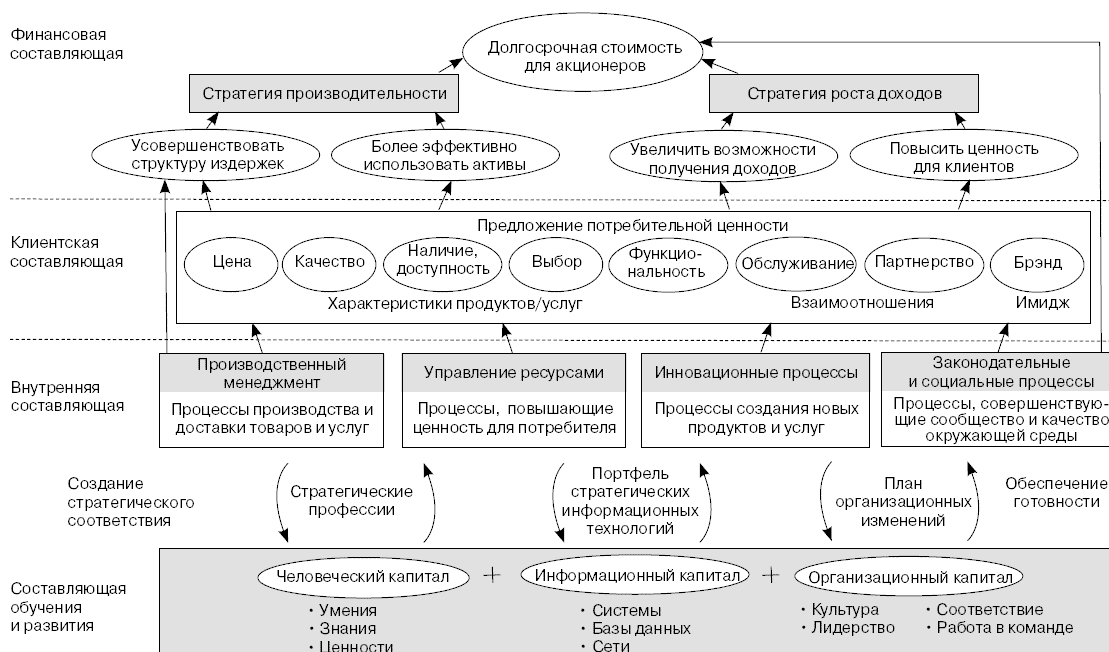 Финансовая
составляющая
Долгосрочная стоимость
для акционеров
Стратегия производительности
Стратегия роста доходов
Усовершенствовать
структуру издержек
Более эффективно
использовать активы
Увеличить возможности
получения доходов
Повысить ценность
для клиентов
Клиентская
составляющая
Предложение потребительной ценности
Цена
Качество
Наличие,
доступность
Выбор
Функцио-
нальность
Обслуживание
Партнерство
Брэнд
Характеристики продуктов/услуг
Взаимоотношения
Имидж
Внутренняя
составляющая
Производственный
менеджмент
Процессы производства и
доставки товаров и услуг
Управление ресурсами
Процессы, повышающие
ценность для потребителя
Инновационные процессы
Процессы создания новых
продуктов и услуг
Законодательные
и социальные процессы
Процессы, совершенствую-
щие сообщество и качество
окружающей среды
Создание
стратегического
соответствия
Стратегические
профессии
Портфель
стратегических
информационных
технологий
План
организационных
изменений
Обеспечение
готовности
Составляющая
обучения
и развития
Человеческий капитал
+
Информационный капитал
+
Организационный капитал
· Умения
· Знания
· Ценности
· Системы
· Базы данных
· Сети
· Культура
· Лидерство
· Соответствие
· Работа в команде